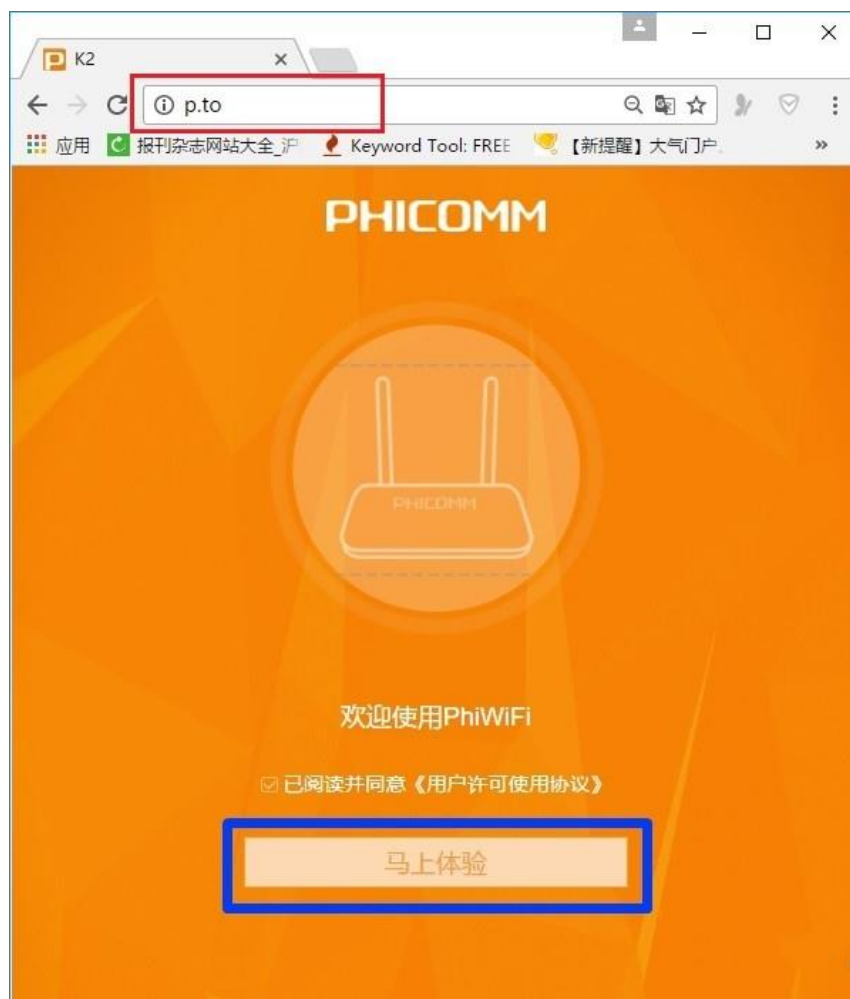 K2
p.to
应用 报刊杂志网站大全_沪 Keyword Tool: FREE 【新提醒】大气门户
PHICOMM
PHICOMM
欢迎使用PhiWiFi
已阅读并同意《用户许可使用协议》
马上体验